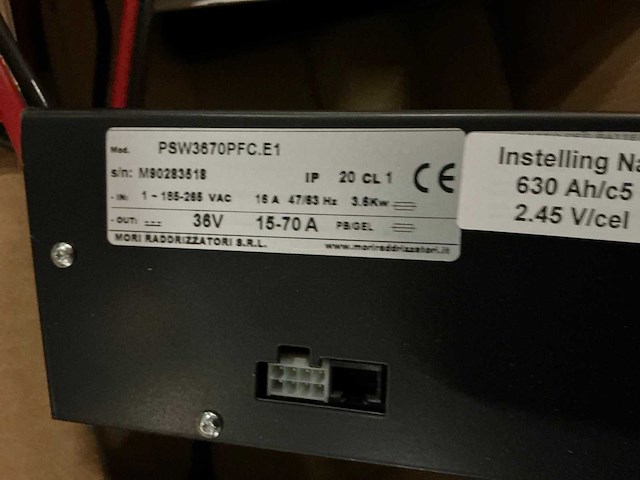 Mod. PSW3670PFC.E1
s/n: M90283518 IP 20 CL 1 CE
- IN: 1 ~ 185-265 VAC 16 A 47/63 Hz 3.6Kw
- OUT: 36V 15-70 A PB/GEL
MORI RADDRIZZATORI S.R.L. www.moriraddrizzatori.it
Instelling Na
630 Ah/c5
2.45 V/cel